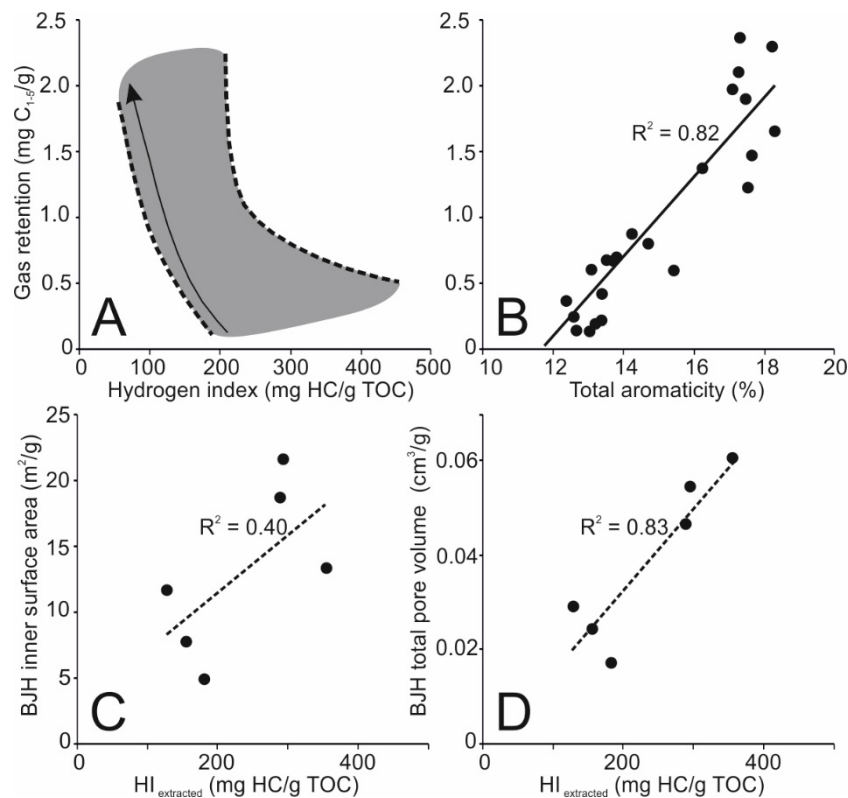 Gas retention (mg C₁₋₅/g)
2.5
2.0
1.5
1.0
0.5
0
A
0 100 200 300 400 500
Hydrogen index (mg HC/g TOC)
2.5
2.0
1.5
1.0
0.5
0
R² = 0.82
B
10 12 14 16 18 20
Total aromaticity (%)
BJH inner surface area (m²/g)
25
20
15
10
5
0
R² = 0.40
C
0 200 400
HI extracted (mg HC/g TOC)
BJH total pore volume (cm³/g)
0.06
0.04
0.02
0
R² = 0.83
D
0 200 400
HI extracted (mg HC/g TOC)